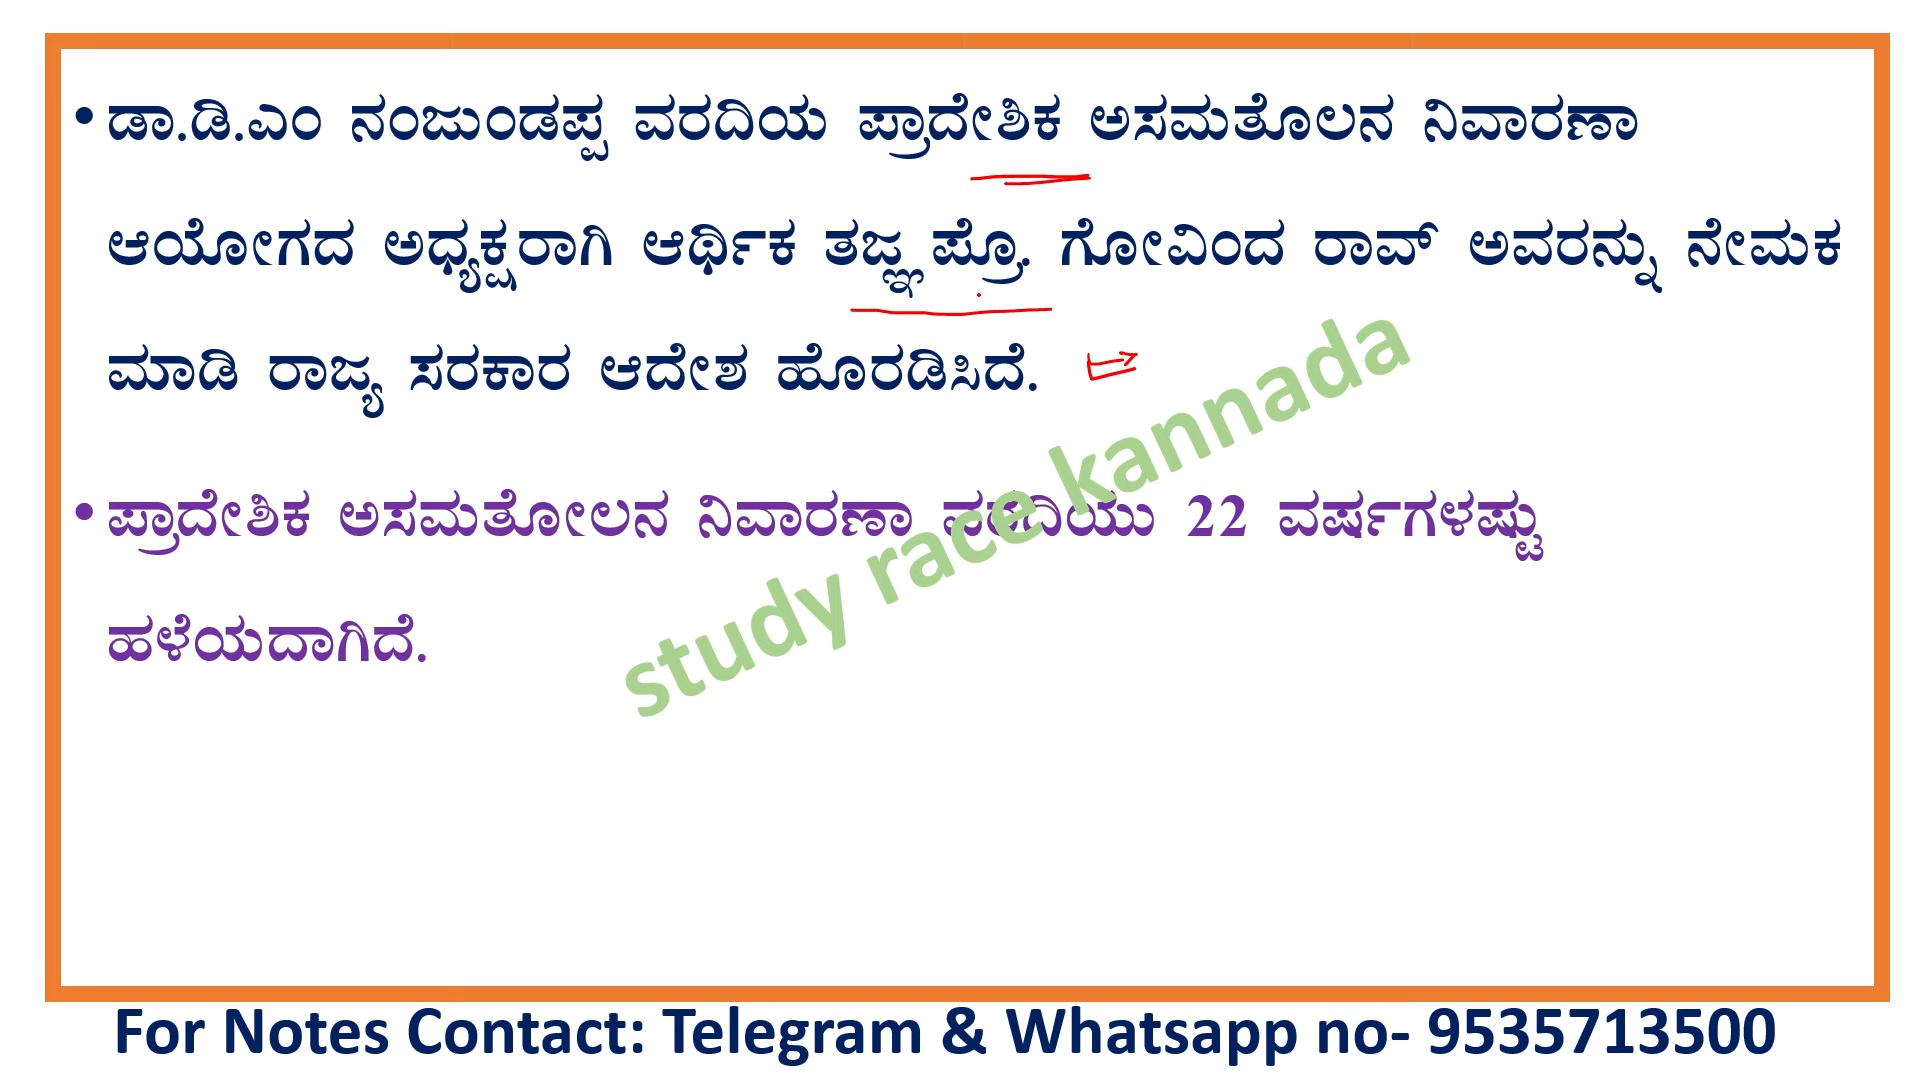 • ಡಾ.ಡಿ.ಎಂ ನಂಜುಂಡಪ್ಪ ವರದಿಯ ಪ್ರಾದೇಶಿಕ ಅಸಮತೊಲನ ನಿವಾರಣಾ
ಆಯೋಗದ ಅಧ್ಯಕ್ಷರಾಗಿ ಆರ್ಥಿಕ ತಜ್ಞ ಪ್ರೊ. ಗೋವಿಂದ ರಾವ್ ಅವರನ್ನು ನೇಮಕ
ಮಾಡಿ ರಾಜ್ಯ ಸರಕಾರ ಆದೇಶ ಹೊರಡಿಸಿದೆ.
• ಪ್ರಾದೇಶಿಕ ಅಸಮತೋಲನ ನಿವಾರಣಾ ವರದಿಯು 22 ವರ್ಷಗಳಷ್ಟು
ಹಳೆಯದಾಗಿದೆ.
study race kannada
For Notes Contact: Telegram & Whatsapp no- 9535713500